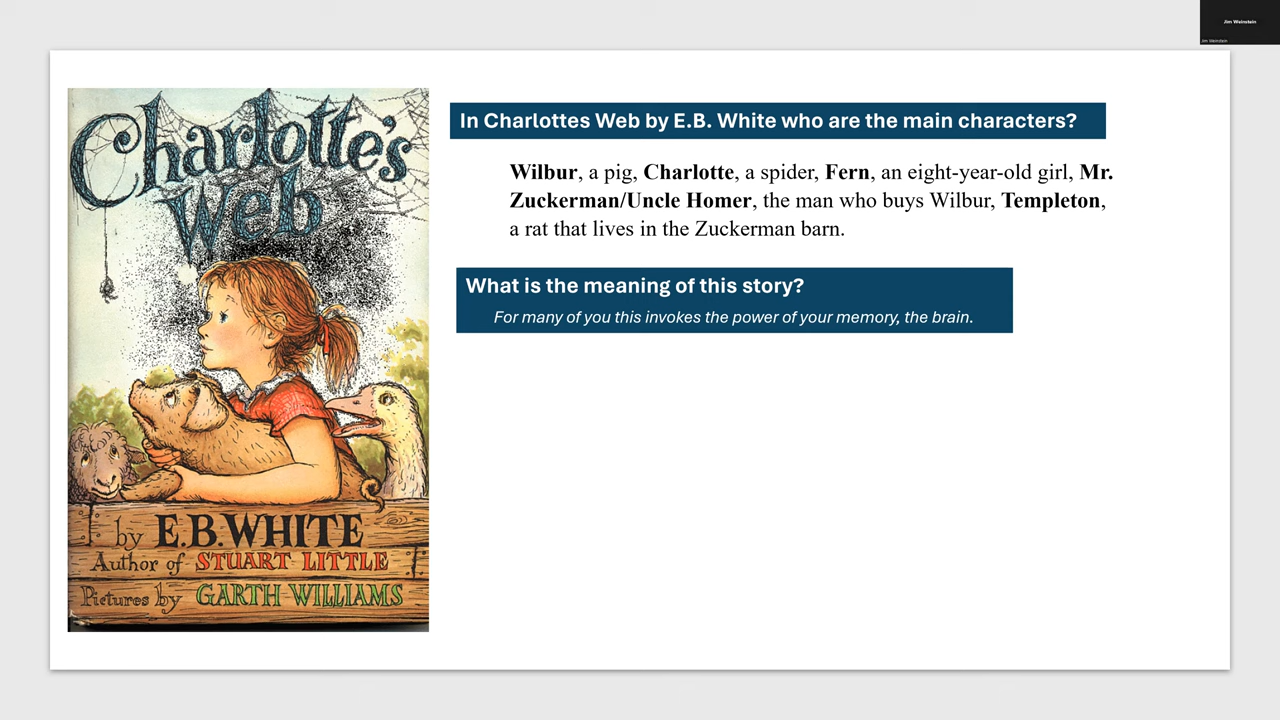 Jim Weinstein
Jim Weinstein
Charlotte's
Web
by E.B. WHITE
Author of STUART LITTLE
Pictures by GARTH WILLIAMS
In Charlottes Web by E.B. White who are the main characters?
Wilbur, a pig, Charlotte, a spider, Fern, an eight-year-old girl, Mr.
Zuckerman/Uncle Homer, the man who buys Wilbur, Templeton,
a rat that lives in the Zuckerman barn.
What is the meaning of this story?
For many of you this invokes the power of your memory, the brain.